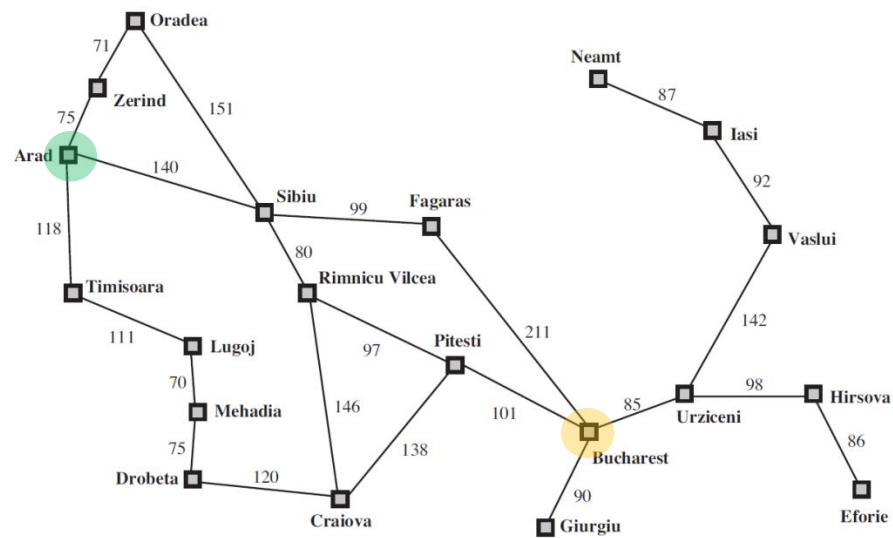 Oradea
Neamt
71
87
Zerind
151
Iasi
75
Arad
140
92
Sibiu
99
Fagaras
118
Vaslui
80
Timisoara
Rimnicu Vilcea
142
111
211
Lugoj
97
Pitesti
70
98
Hirsova
146
85
Mehadia
101
Urziceni
75
138
86
Bucharest
Drobeta
120
90
Craiova
Eforie
Giurgiu